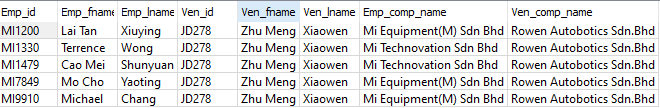 Emp_id Emp_fname Emp_lname Ven_id Ven_fname Ven_lname Emp_comp_name Ven_comp_name
MI1200 Lai Tan Xiuying JD278 Zhu Meng Xiaowen Mi Equipment(M) Sdn Bhd Rowen Autobotics Sdn.Bhd
MI1330 Terrence Wong JD278 Zhu Meng Xiaowen Mi Technovation Sdn Bhd Rowen Autobotics Sdn.Bhd
MI1479 Cao Mei Shunyuan JD278 Zhu Meng Xiaowen Mi Technovation Sdn Bhd Rowen Autobotics Sdn.Bhd
MI7849 Mo Cho Yaoting JD278 Zhu Meng Xiaowen Mi Equipment(M) Sdn Bhd Rowen Autobotics Sdn.Bhd
MI9910 Michael Chang JD278 Zhu Meng Xiaowen Mi Equipment(M) Sdn Bhd Rowen Autobotics Sdn.Bhd